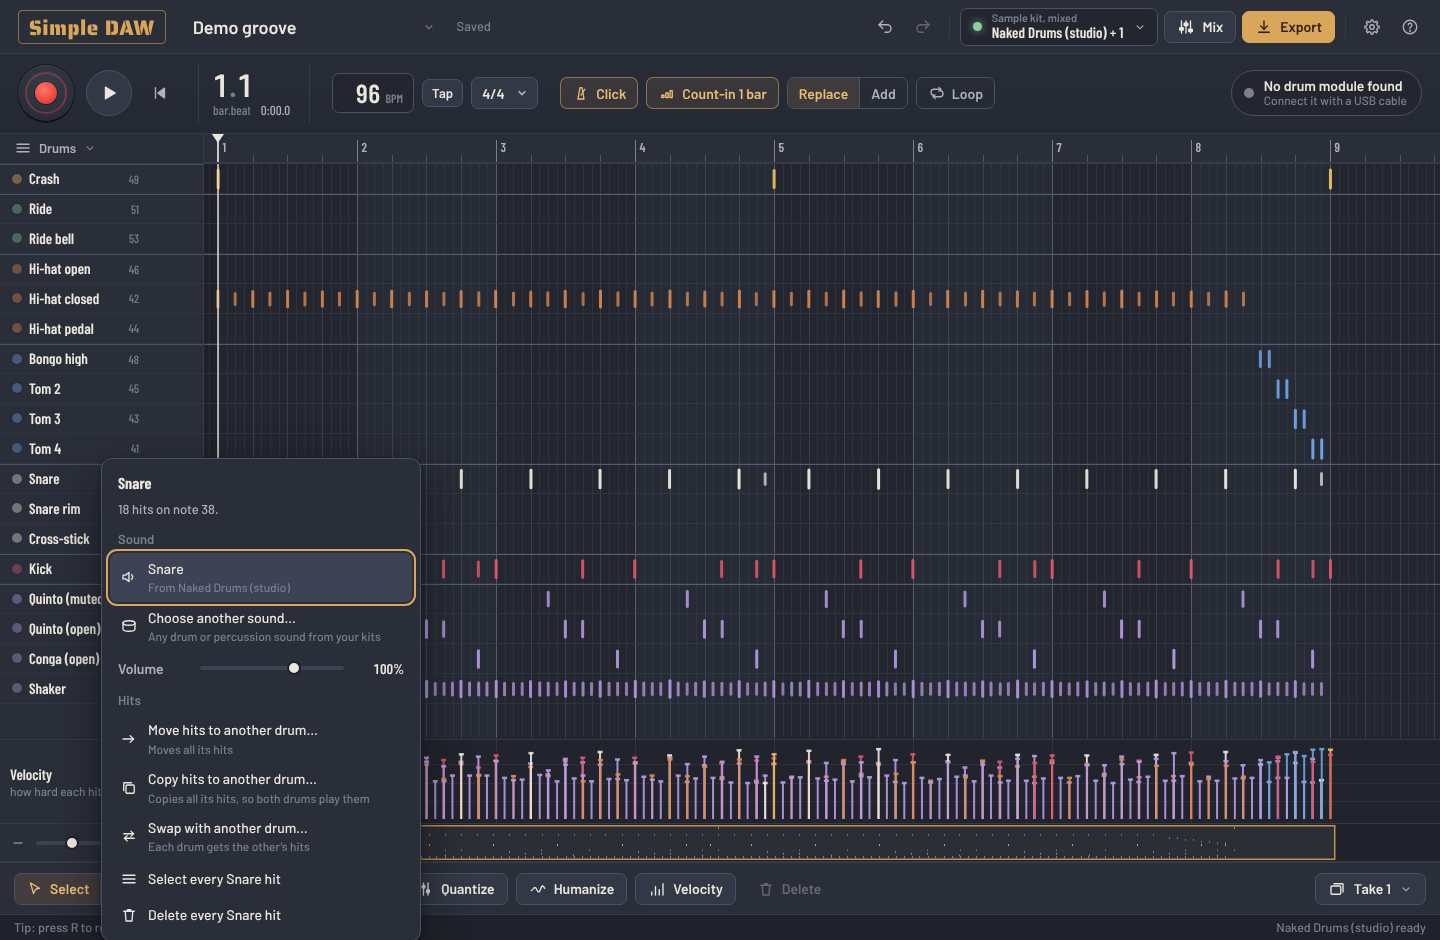 Simple DAW
Demo groove
Saved
Sample kit, mixed
Naked Drums (studio) + 1
Mix
Export
1.1
bar.beat 0:00.0
96 BPM
Tap
4/4
Click
Count-in 1 bar
Replace
Add
Loop
No drum module found
Connect it with a USB cable
Drums
1 2 3 4 5 6 7 8 9
Crash 49
Ride 51
Ride bell 53
Hi-hat open 46
Hi-hat closed 42
Hi-hat pedal 44
Bongo high 48
Tom 2 45
Tom 3 43
Tom 4 41
Snare
Snare rim
Cross-stick
Kick
Quinto (muted
Quinto (open)
Conga (open)
Shaker
Snare
18 hits on note 38.
Sound
Snare
From Naked Drums (studio)
Choose another sound...
Any drum or percussion sound from your kits
Volume 100%
Hits
Move hits to another drum...
Moves all its hits
Copy hits to another drum...
Copies all its hits, so both drums play them
Swap with another drum...
Each drum gets the other's hits
Select every Snare hit
Delete every Snare hit
Velocity
how hard each hit
Select
Quantize
Humanize
Velocity
Delete
Take 1
Tip: press R to
Naked Drums (studio) ready